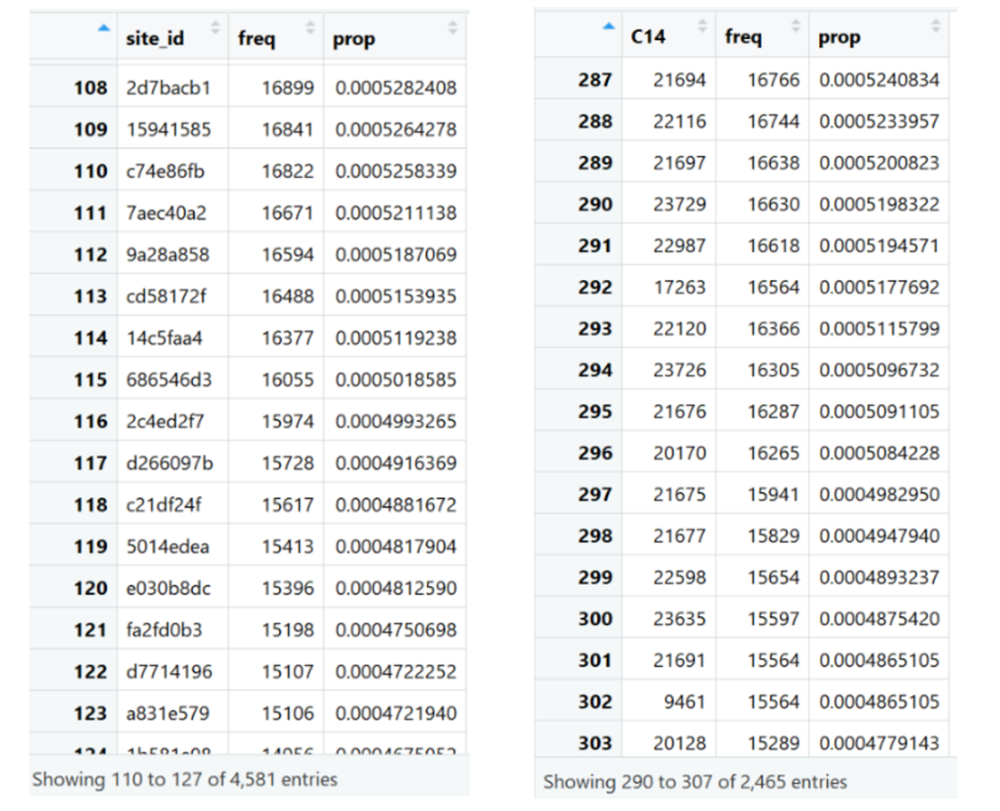 site_id freq prop
108 2d7bacb1 16899 0.0005282408
109 15941585 16841 0.0005264278
110 c74e86fb 16822 0.0005258339
111 7aec40a2 16671 0.0005211138
112 9a28a858 16594 0.0005187069
113 cd58172f 16488 0.0005153935
114 14c5faa4 16377 0.0005119238
115 686546d3 16055 0.0005018585
116 2c4ed2f7 15974 0.0004993265
117 d266097b 15728 0.0004916369
118 c21df24f 15617 0.0004881672
119 5014edea 15413 0.0004817904
120 e030b8dc 15396 0.0004812590
121 fa2fd0b3 15198 0.0004750698
122 d7714196 15107 0.0004722252
123 a831e579 15106 0.0004721940
Showing 110 to 127 of 4,581 entries
C14 freq prop
287 21694 16766 0.0005240834
288 22116 16744 0.0005233957
289 21697 16638 0.0005200823
290 23729 16630 0.0005198322
291 22987 16618 0.0005194571
292 17263 16564 0.0005177692
293 22120 16366 0.0005115799
294 23726 16305 0.0005096732
295 21676 16287 0.0005091105
296 20170 16265 0.0005084228
297 21675 15941 0.0004982950
298 21677 15829 0.0004947940
299 22598 15654 0.0004893237
300 23635 15597 0.0004875420
301 21691 15564 0.0004865105
302 9461 15564 0.0004865105
303 20128 15289 0.0004779143
Showing 290 to 307 of 2,465 entries